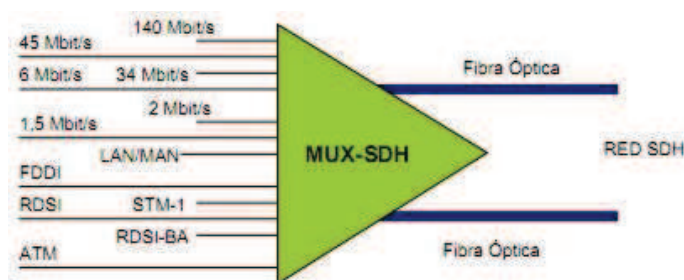 140 Mbit/s
45 Mbit/s
6 Mbit/s
34 Mbit/s
2 Mbit/s
1,5 Mbit/s
LAN/MAN
FDDI
RDSI
STM-1
RDSI-BA
ATM
MUX-SDH
Fibra Óptica
RED SDH
Fibra Óptica